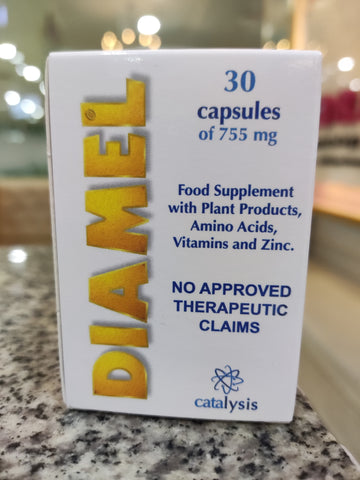 DIAMEL®
30
capsules
of 755 mg
Food Supplement
with Plant Products,
Amino Acids,
Vitamins and Zinc.
NO APPROVED
THERAPEUTIC
CLAIMS
catalysis